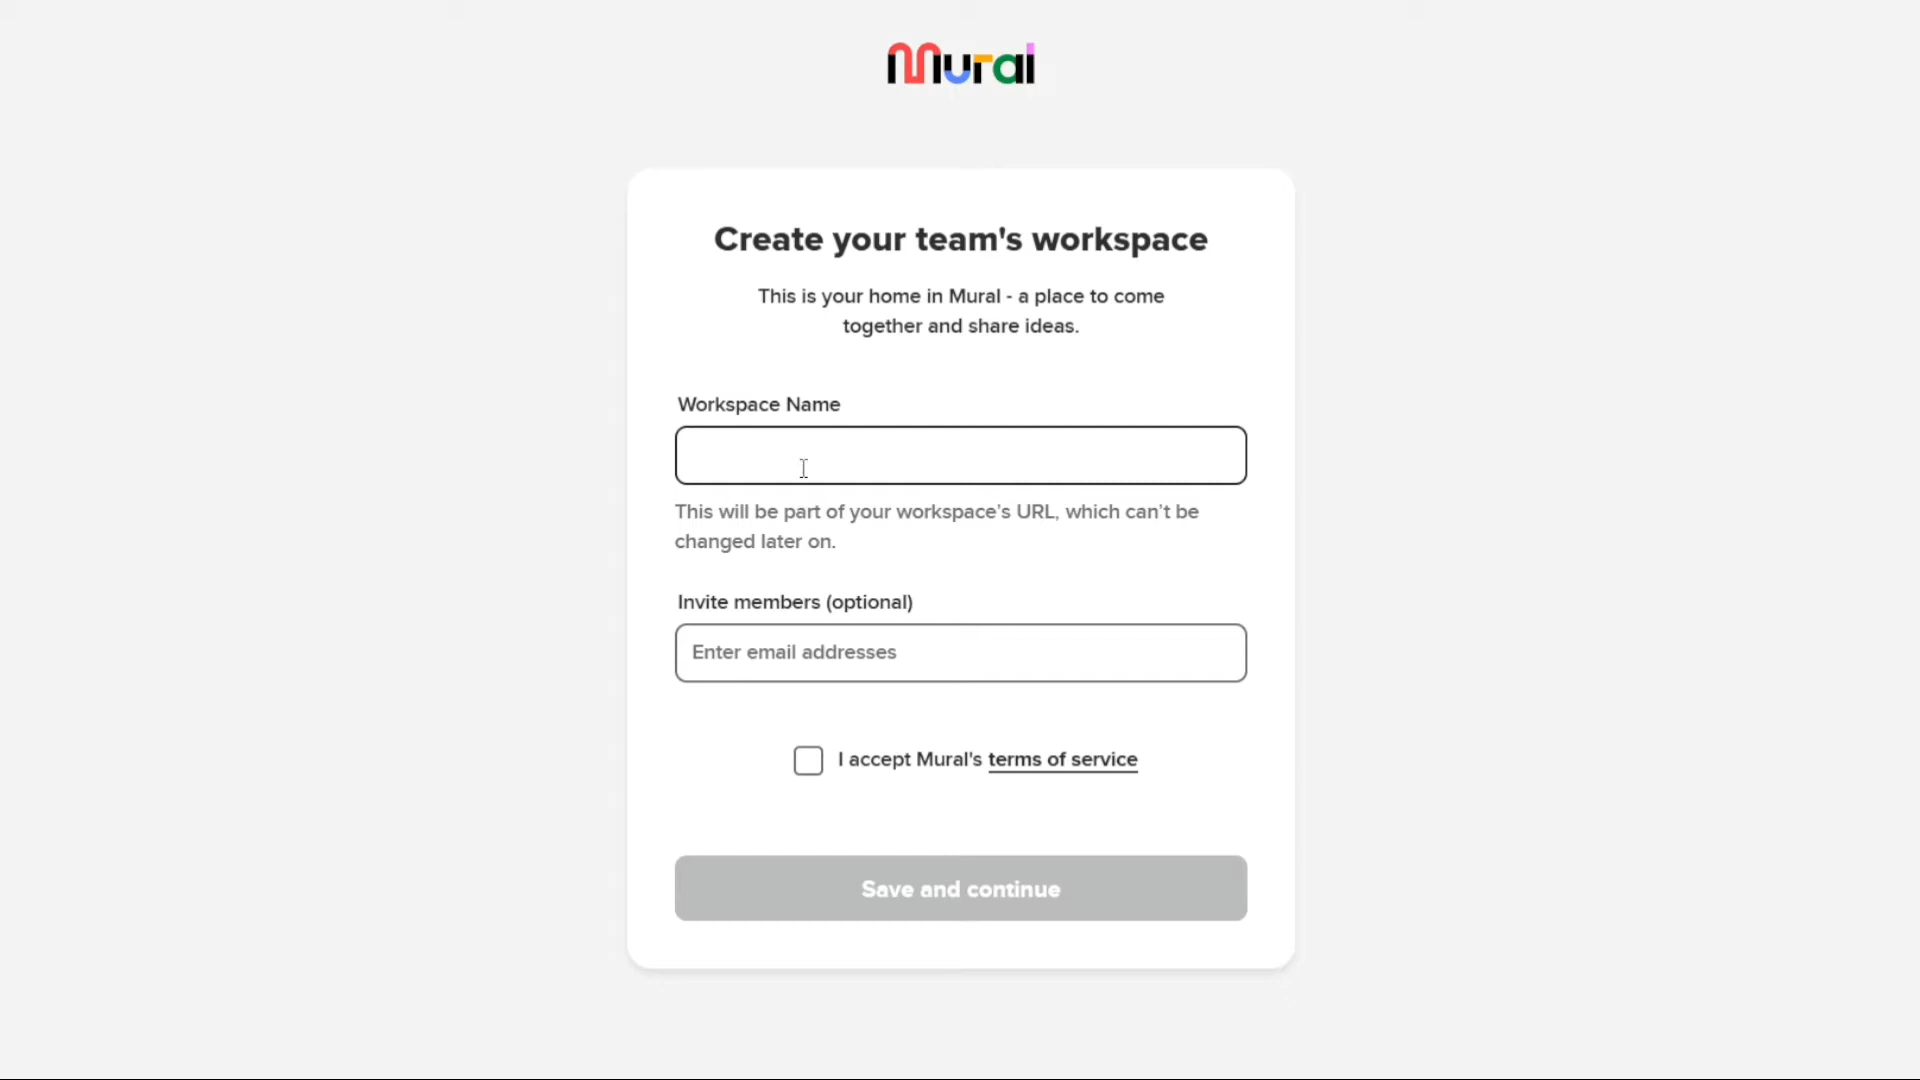 Mural
Create your team's workspace
This is your home in Mural - a place to come
together and share ideas.
Workspace Name
This will be part of your workspace’s URL, which can’t be
changed later on.
Invite members (optional)
Enter email addresses
I accept Mural's terms of service
Save and continue